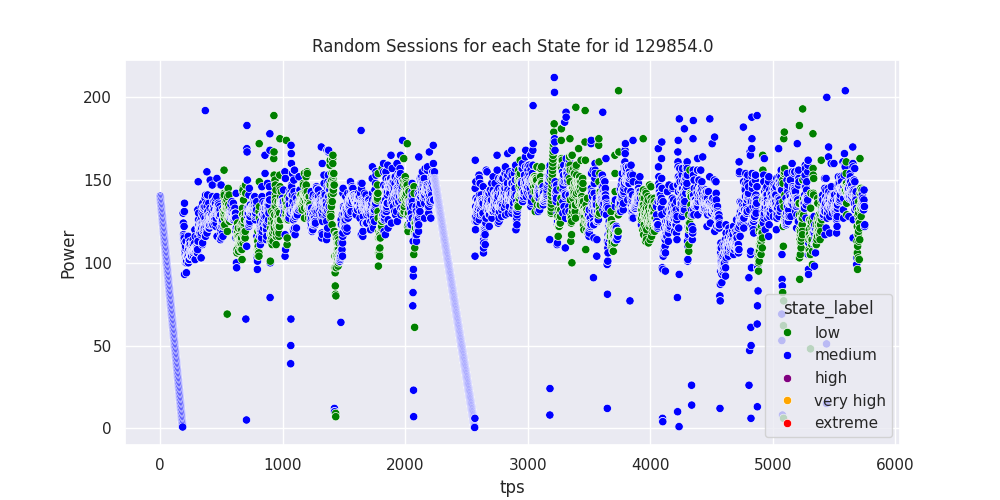 Random Sessions for each State for id 129854.0
Power
200
150
100
50
0
0 1000 2000 3000 4000 5000 6000
tps
state_label
low
medium
high
very high
extreme